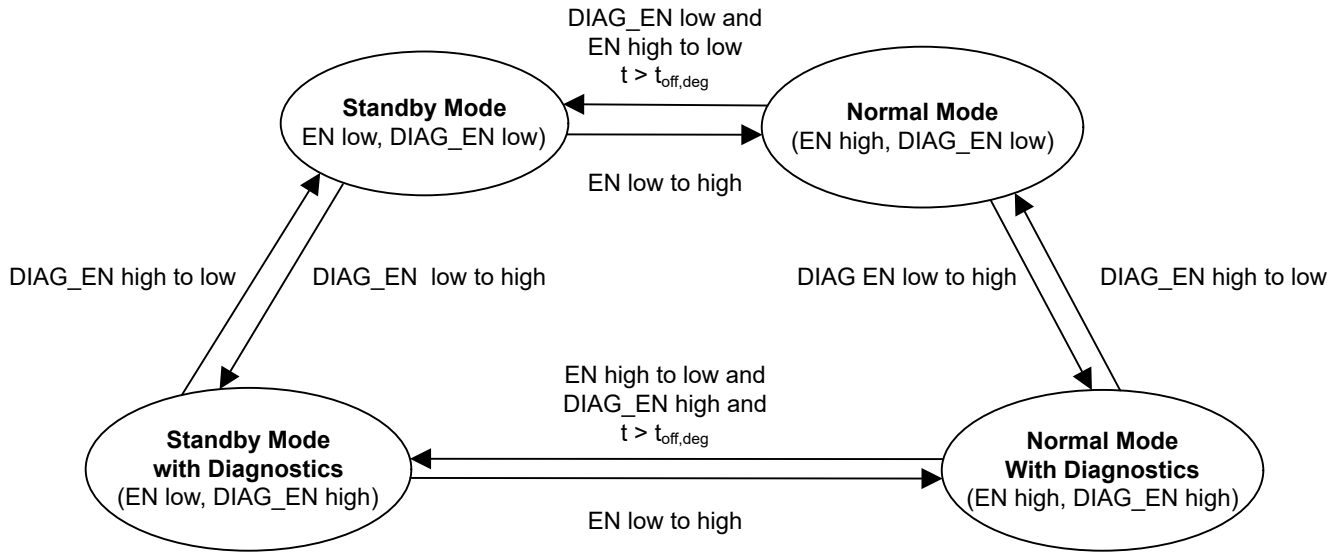 DIAG_EN low and
EN high to low
t > toff,deg
Standby Mode
EN low, DIAG_EN low)
Normal Mode
(EN high, DIAG_EN low)
EN low to high
DIAG_EN high to low
DIAG_EN  low to high
DIAG EN low to high
DIAG_EN high to low
EN high to low and
DIAG_EN high and
t > toff,deg
Standby Mode
with Diagnostics
(EN low, DIAG_EN high)
Normal Mode
With Diagnostics
(EN high, DIAG_EN high)
EN low to high